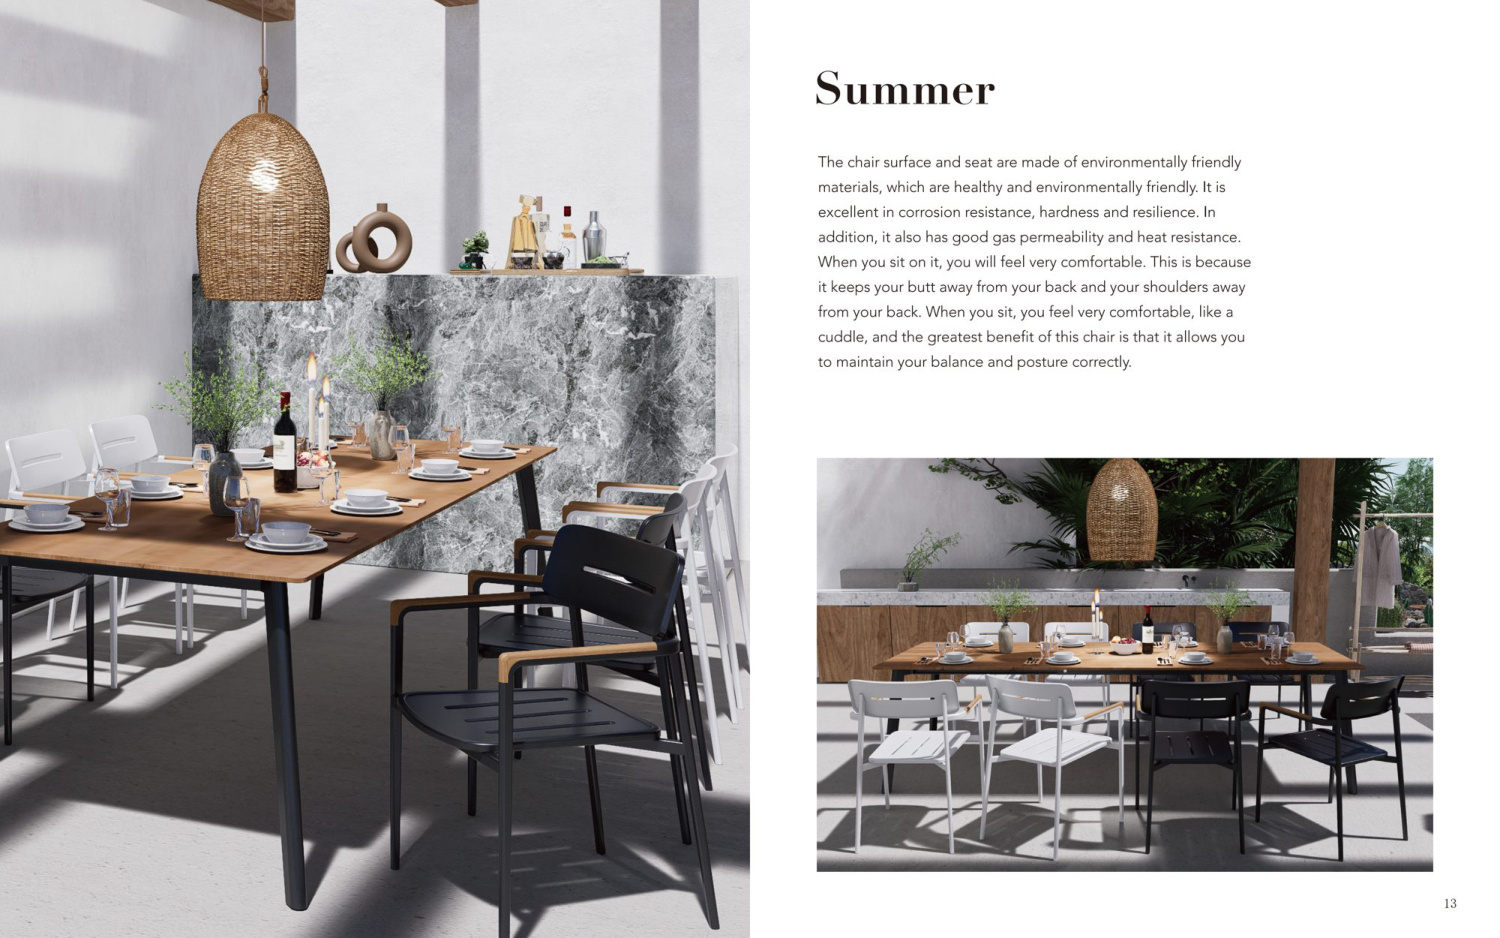 Summer
The chair surface and seat are made of environmentally friendly
materials, which are healthy and environmentally friendly. It is
excellent in corrosion resistance, hardness and resilience. In
addition, it also has good gas permeability and heat resistance.
When you sit on it, you will feel very comfortable. This is because
it keeps your butt away from your back and your shoulders away
from your back. When you sit, you feel very comfortable, like a
cuddle, and the greatest benefit of this chair is that it allows you
to maintain your balance and posture correctly.
13